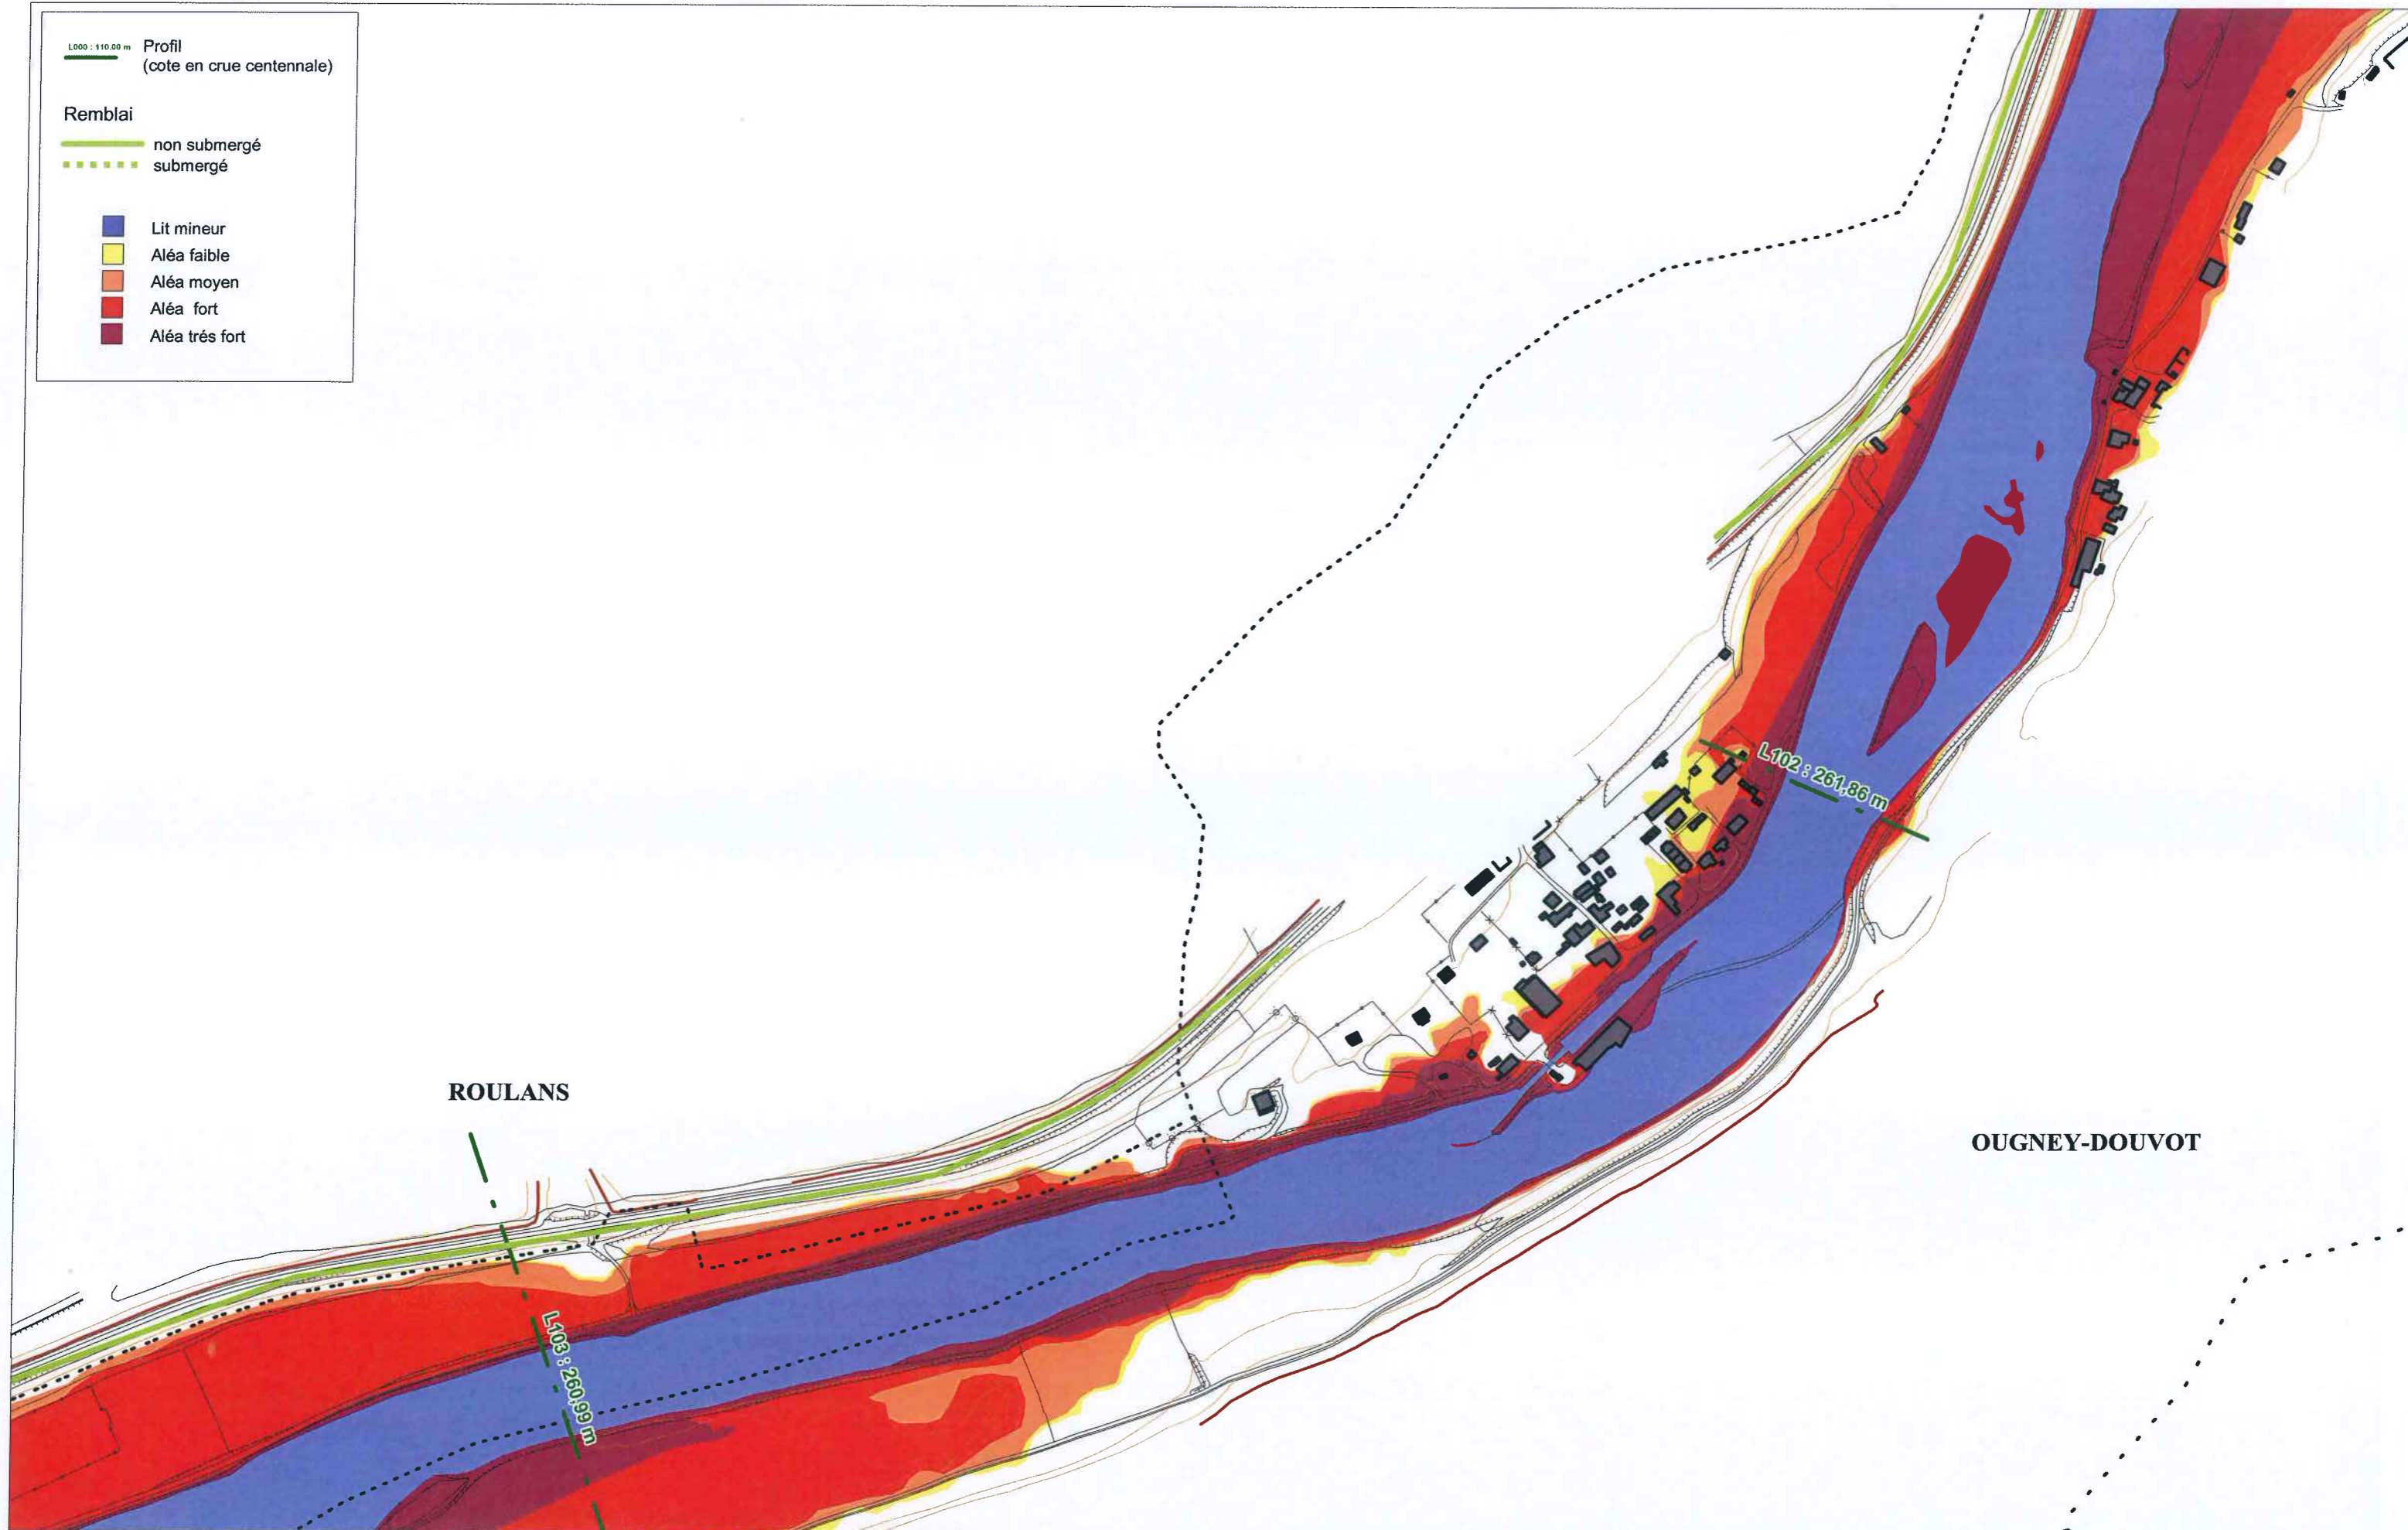 L000 : 110.00 m
Profil
(cote en crue centennale)
Remblai
non submergé
submergé
Lit mineur
Aléa faible
Aléa moyen
Aléa fort
Aléa trés fort
L102 : 261,86 m
ROULANS
OUGNEY-DOUVOT
L103 : 260,99 m